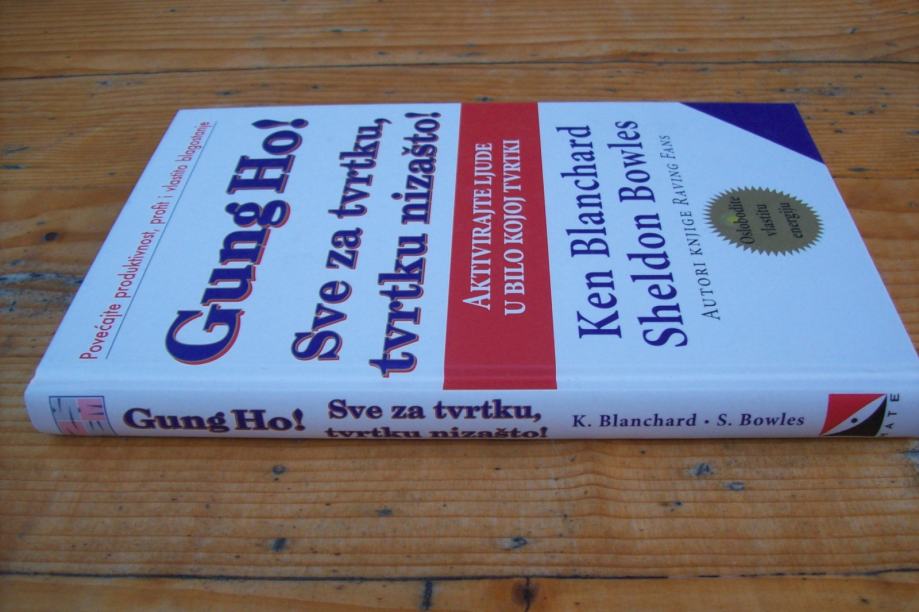 Povećajte produktivnost, profit i vlastito blagostanje
Gung Ho!
Sve za tvrtku,
tvrtku nizašto!
AKTIVIRAJTE LJUDE
U BILO KOJOJ TVRTKI
Ken Blanchard
Sheldon Bowles
AUTORI KNJIGE RAVING FANS
Oslobodite
vlastitu
energiju
Gung Ho!
Sve za tvrtku,
tvrtku nizašto!
K. Blanchard • S. Bowles
MATE